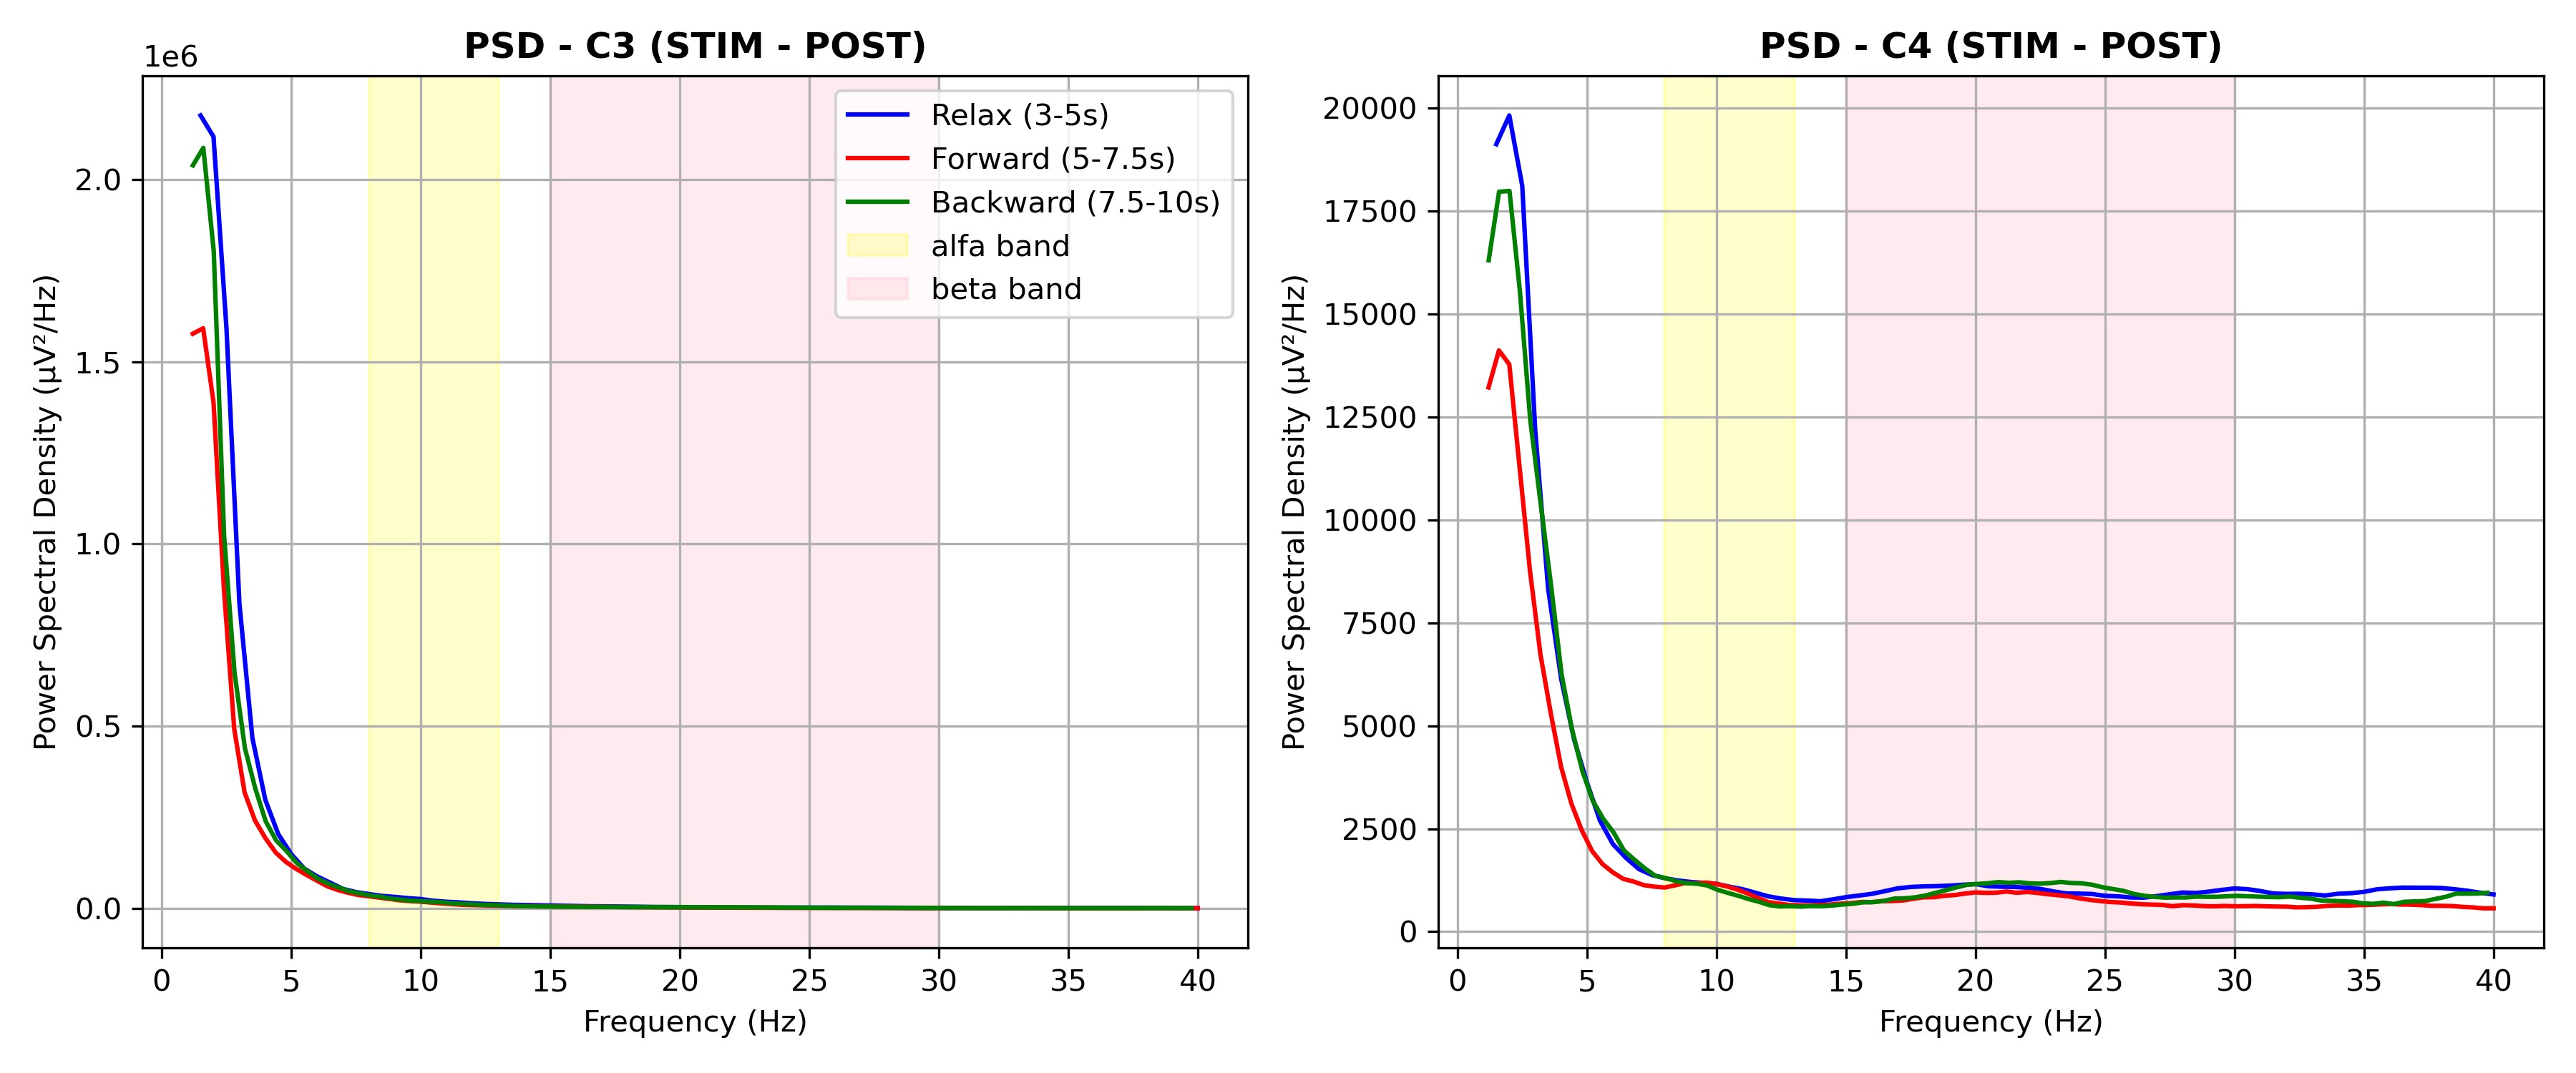 PSD - C3 (STIM - POST)
1e6
Power Spectral Density (µV²/Hz)
2.0
1.5
1.0
0.5
0.0
Relax (3-5s)
Forward (5-7.5s)
Backward (7.5-10s)
alfa band
beta band
0 5 10 15 20 25 30 35 40
Frequency (Hz)
PSD - C4 (STIM - POST)
Power Spectral Density (µV²/Hz)
20000
17500
15000
12500
10000
7500
5000
2500
0
0 5 10 15 20 25 30 35 40
Frequency (Hz)